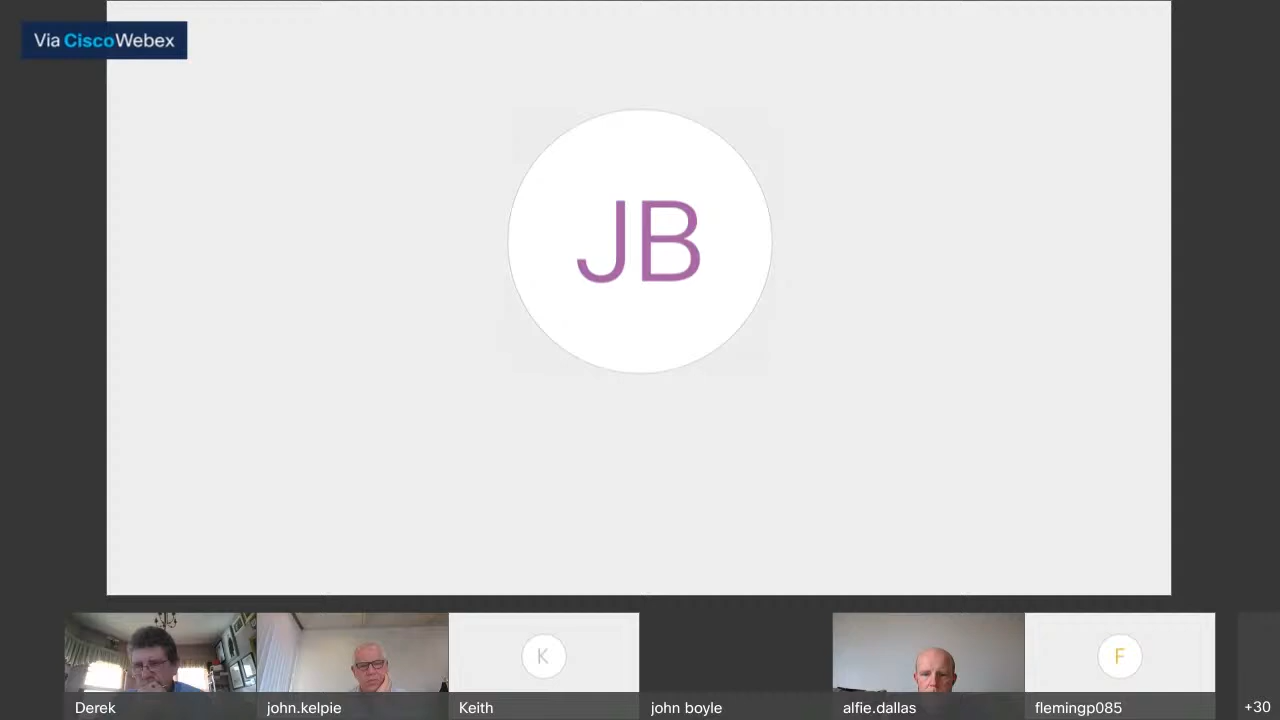 Via CiscoWebex
JB
K
F
Derek
john.kelpie
Keith
john boyle
alfie.dallas
flemingp085
+30